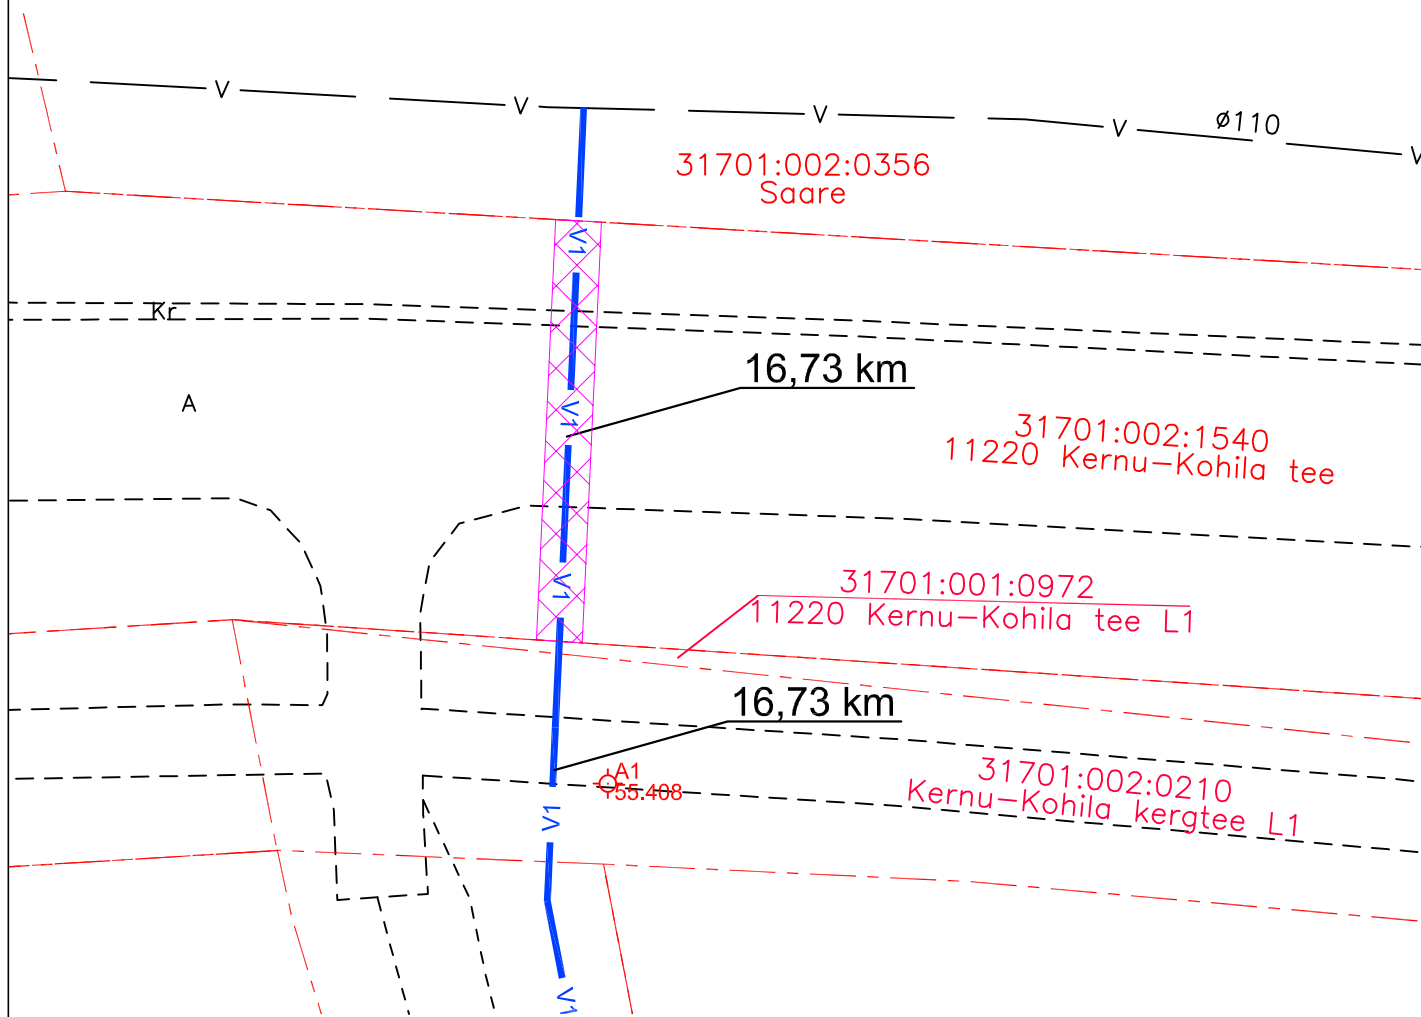 V
V
V
V
V
ø110
31701:002:0356
Saare
V1
Kr
16,73 km
A
V1
31701:002:1540
11220 Kernu-Kohila tee
V1
31701:001:0972
11220 Kernu-Kohila tee L1
16,73 km
A1
55.408
31701:002:0210
Kernu-Kohila kergtee L1
V1
V1